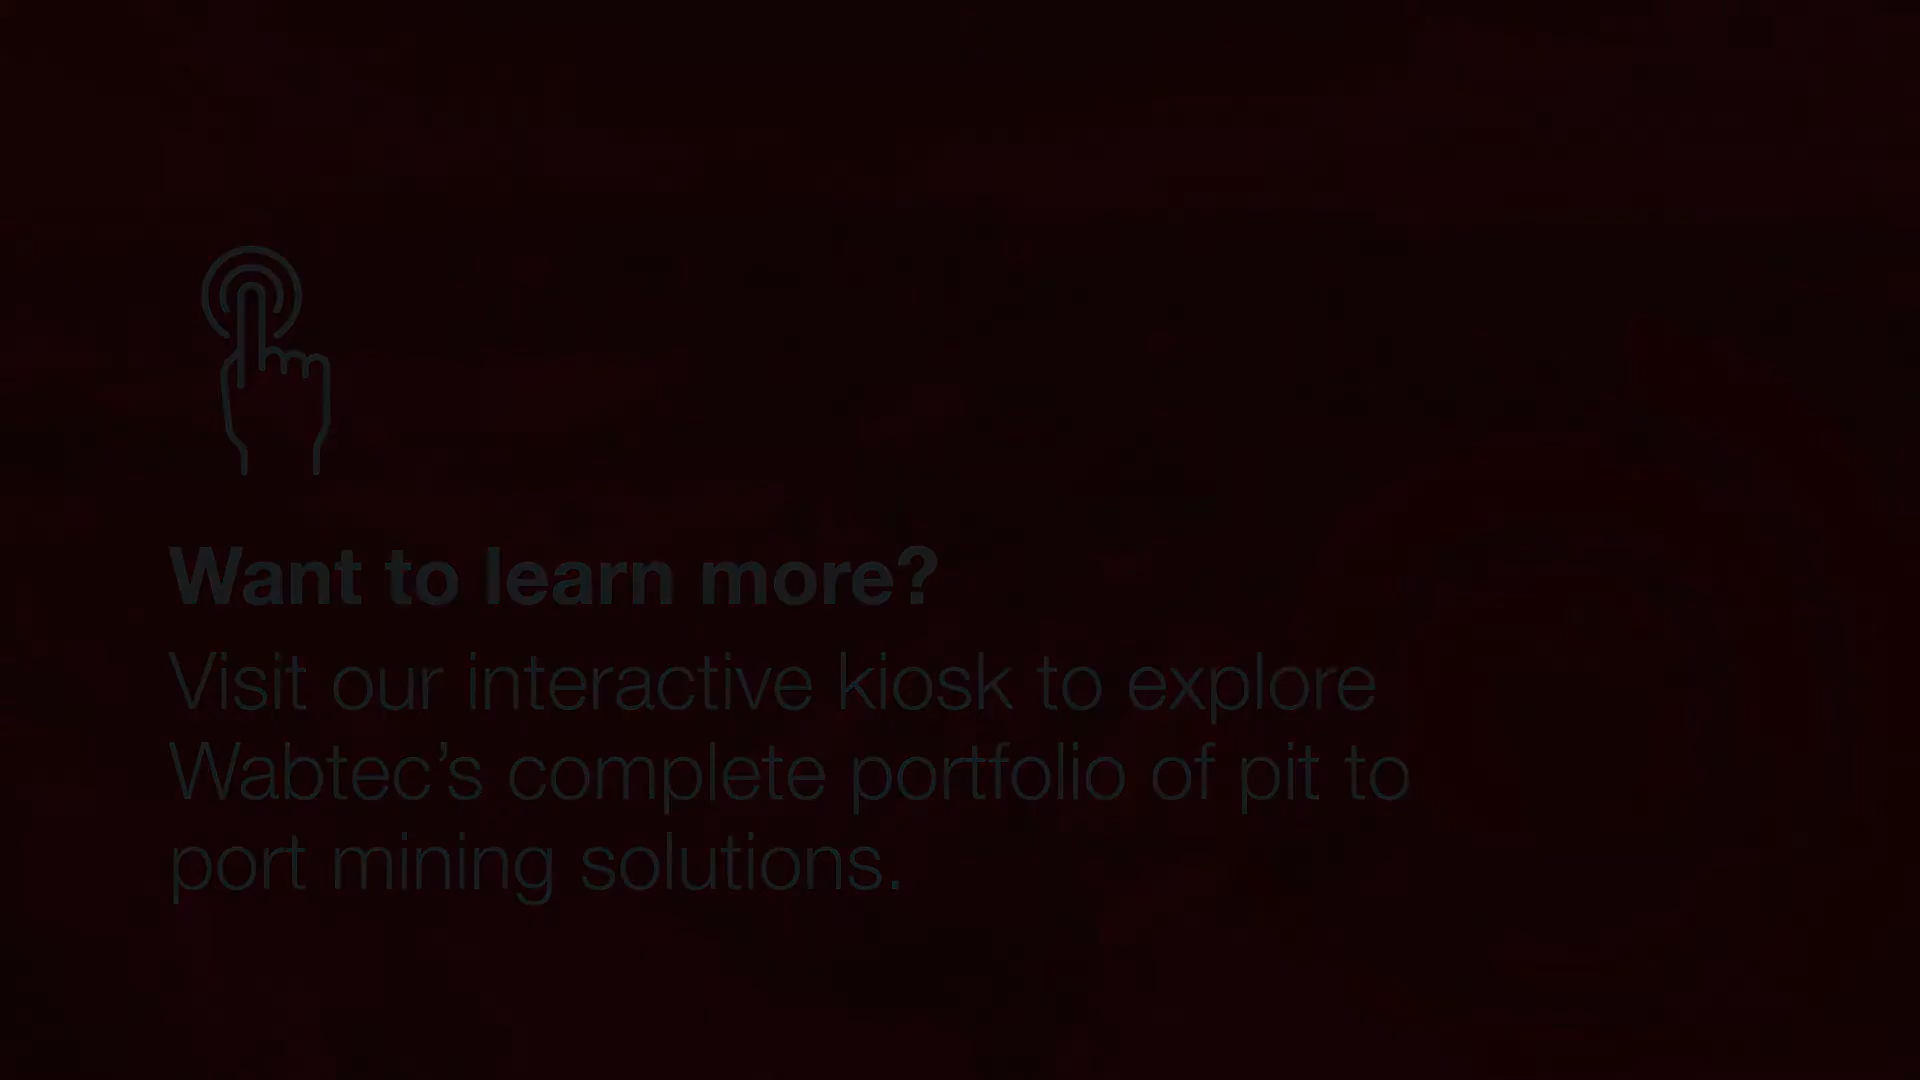 Want to learn more?
Visit our interactive kiosk to explore
Wabtec’s complete portfolio of pit to
port mining solutions.